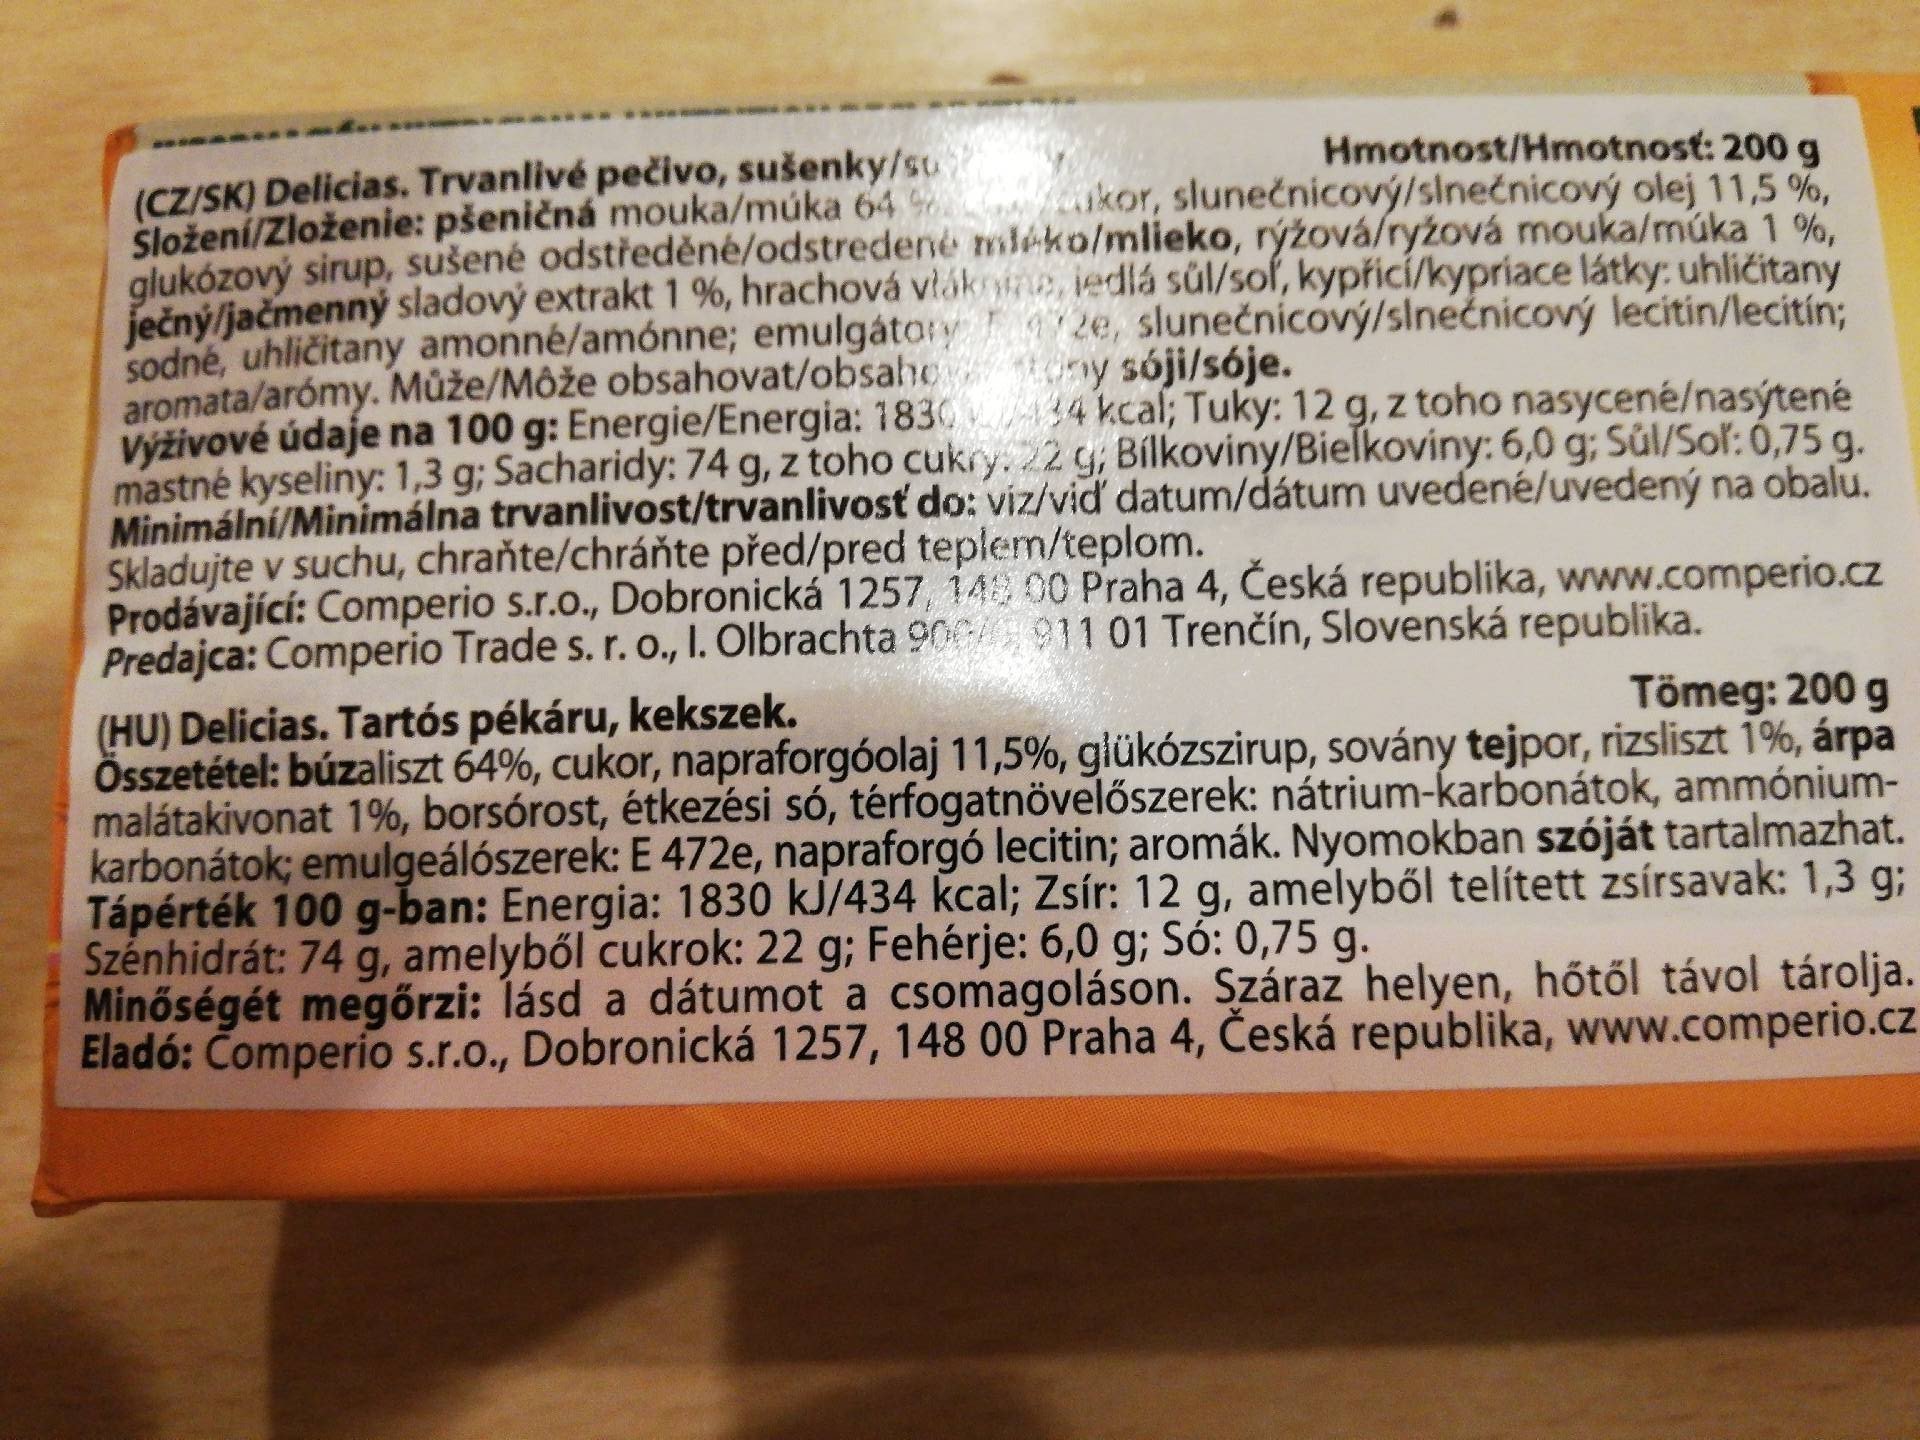 Hmotnost/Hmotnosť: 200 g
(CZ/SK) Delicias. Trvanlivé pečivo, sušenky/
Složení/Zloženie: pšeničná mouka/múka 64 slunečnicový/slnečnicový olej 11,5 %,
glukózový sirup, sušené odstředěné/odstredené mléko/mlieko, rýžová/ryžová mouka/múka 1 %,
ječný/jačmenný sladový extrakt 1 %, hrachová jedlá sůl/soľ, kypřicí/kypriace látky: uhličitany
sodné, uhličitany amonné/amónne; emulgátory slunečnicový/slnečnicový lecitin/lecitín;
aromata/arómy. Může/Môže obsahovat/ sóji/sóje.
Výživové údaje na 100 g: Energie/Energia: 1830 434 kcal; Tuky: 12 g, z toho nasycené/nasýtené
mastné kyseliny: 1,3 g; Sacharidy: 74 g, z toho cukry: 22 g; Bílkoviny/Bielkoviny: 6,0 g; Sůl/Soľ: 0,75 g.
Minimální/Minimálna trvanlivost/trvanlivosť do: viz/viď datum/dátum uvedené/uvedený na obalu.
Skladujte v suchu, chraňte/chráňte před/pred teplem/teplom.
Prodávající: Comperio s.r.o., Dobronická 1257, 148 00 Praha 4, Česká republika, www.comperio.cz
Predajca: Comperio Trade s. r. o., I. Olbrachta 911 01 Trenčín, Slovenská republika.
(HU) Delicias. Tartós pékáru, kekszek.
Tömeg: 200 g
Összetétel: búzaliszt 64%, cukor, napraforgóolaj 11,5%, glükózszirup, sovány tejpor, rizsliszt 1%, árpa
malátakivonat 1%, borsórost, étkezési só, térfogatnövelőszerek: nátrium-karbonátok, ammónium-
karbonátok; emulgeálószerek: E 472e, napraforgó lecitin; aromák. Nyomokban szóját tartalmazhat.
Tápérték 100 g-ban: Energia: 1830 kJ/434 kcal; Zsír: 12 g, amelyből telített zsírsavak: 1,3 g;
Szénhidrát: 74 g, amelyből cukrok: 22 g; Fehérje: 6,0 g; Só: 0,75 g.
Minőségét megőrzi: lásd a dátumot a csomagoláson. Száraz helyen, hőtől távol tárolja.
Eladó: Comperio s.r.o., Dobronická 1257, 148 00 Praha 4, Česká republika, www.comperio.cz